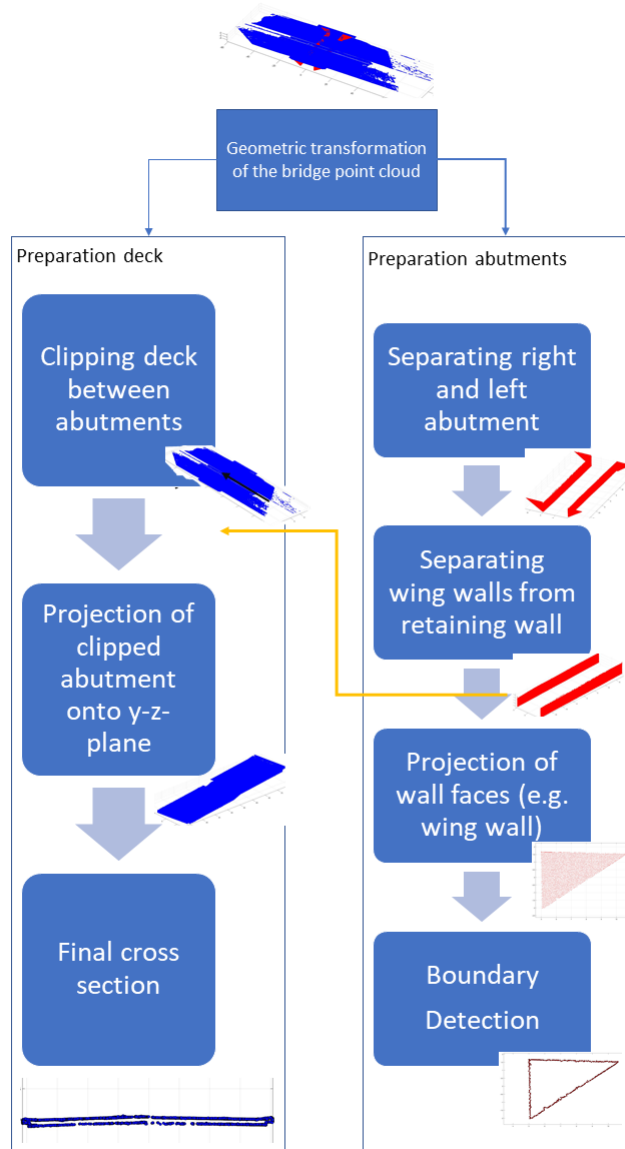 Geometric transformation
of the bridge point cloud
Preparation deck
Clipping deck
between
abutments
Projection of
clipped
abutment
onto y-z-
plane
Final cross
section
Preparation abutments
Separating right
and left
abutment
Separating
wing walls from
retaining wall
Projection of
wall faces (e.g.
wing wall)
Boundary
Detection